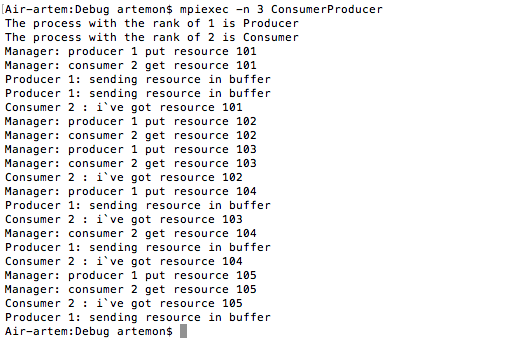 Air-artem:Debug artemon$ mpiexec -n 3 ConsumerProducer
The process with the rank of 1 is Producer
The process with the rank of 2 is Consumer
Manager: producer 1 put resource 101
Manager: consumer 2 get resource 101
Producer 1: sending resource in buffer
Producer 1: sending resource in buffer
Consumer 2 : i`ve got resource 101
Manager: producer 1 put resource 102
Manager: consumer 2 get resource 102
Manager: producer 1 put resource 103
Manager: consumer 2 get resource 103
Consumer 2 : i`ve got resource 102
Manager: producer 1 put resource 104
Producer 1: sending resource in buffer
Consumer 2 : i`ve got resource 103
Manager: consumer 2 get resource 104
Producer 1: sending resource in buffer
Consumer 2 : i`ve got resource 104
Manager: producer 1 put resource 105
Manager: consumer 2 get resource 105
Consumer 2 : i`ve got resource 105
Producer 1: sending resource in buffer
Air-artem:Debug artemon$